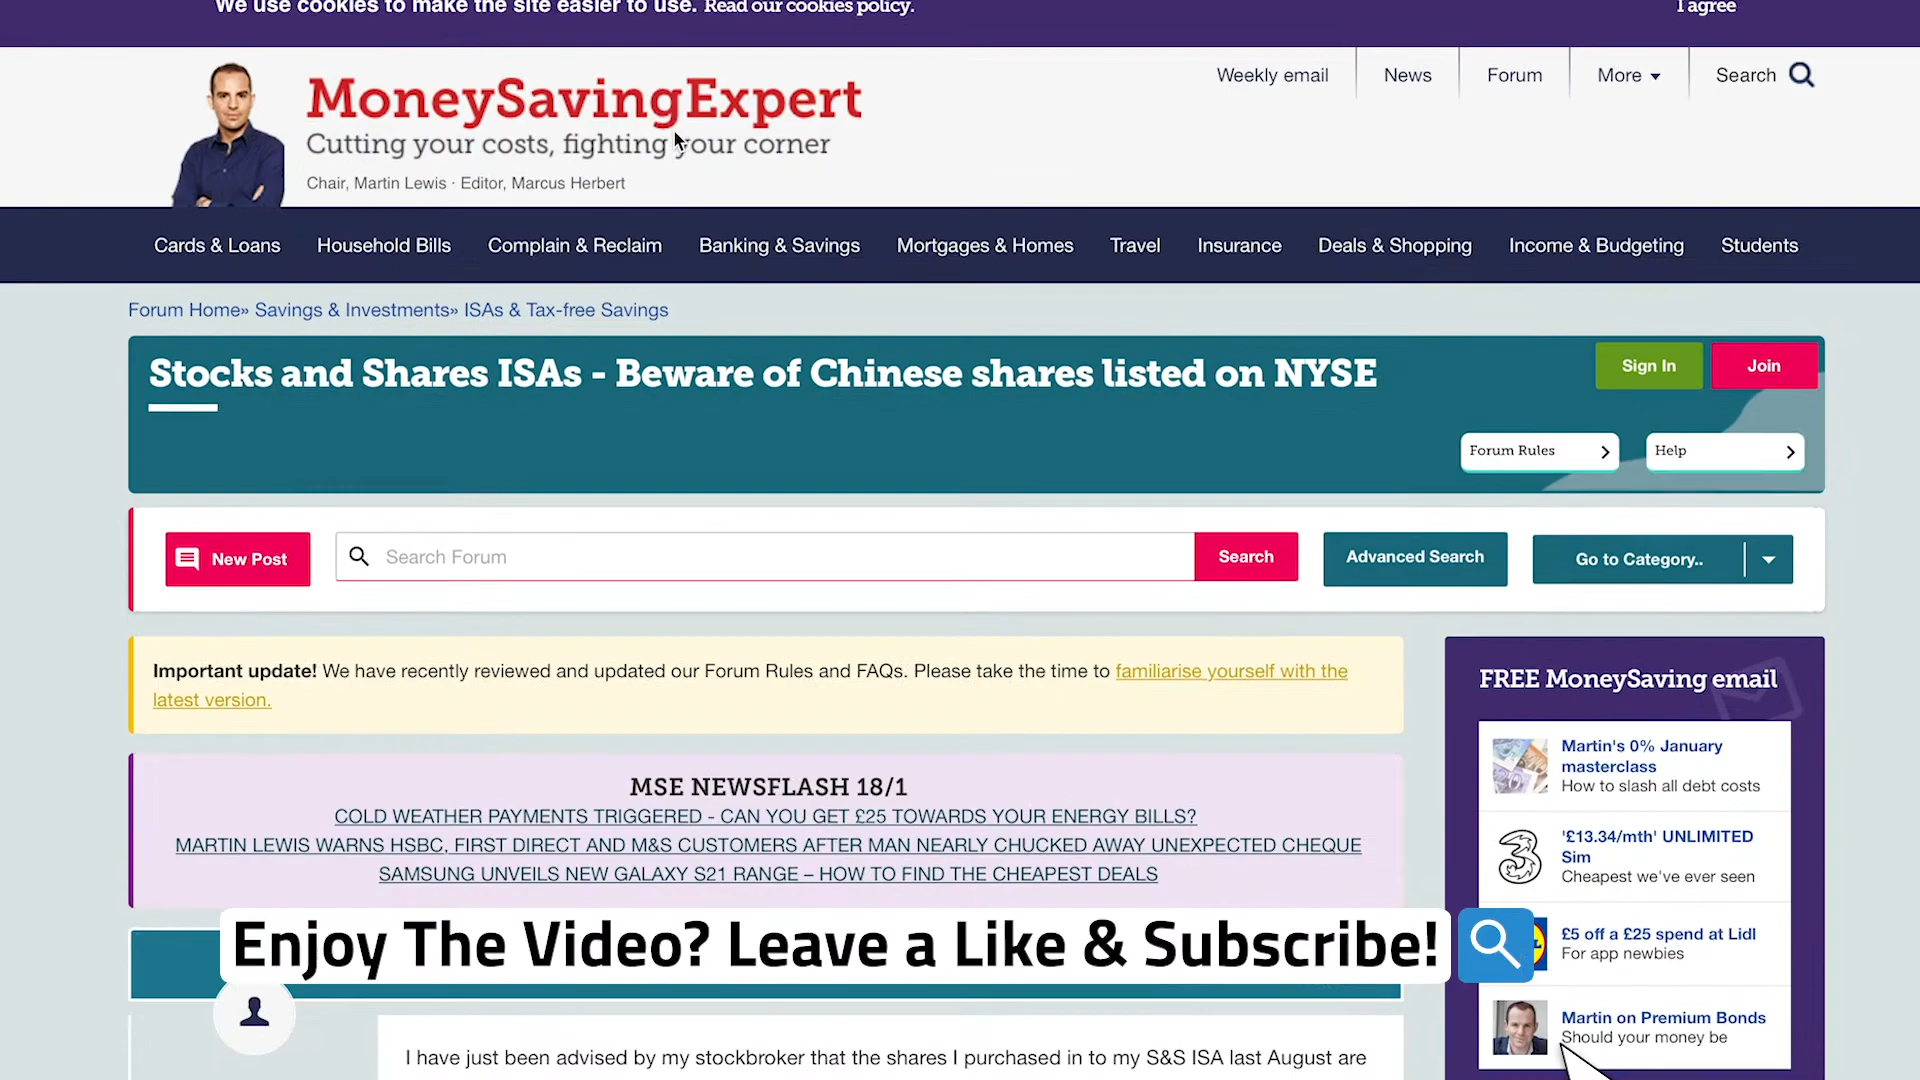 We use cookies to make the site easier to use. Read our cookies policy.
I agree
MoneySavingExpert
Cutting your costs, fighting your corner
Chair, Martin Lewis · Editor, Marcus Herbert
Weekly email
News
Forum
More
Search
Cards & Loans
Household Bills
Complain & Reclaim
Banking & Savings
Mortgages & Homes
Travel
Insurance
Deals & Shopping
Income & Budgeting
Students
Forum Home» Savings & Investments» ISAs & Tax-free Savings
Stocks and Shares ISAs - Beware of Chinese shares listed on NYSE
Sign In
Join
Forum Rules
Help
New Post
Search Forum
Search
Advanced Search
Go to Category..
Important update! We have recently reviewed and updated our Forum Rules and FAQs. Please take the time to familiarise yourself with the
latest version.
MSE NEWSFLASH 18/1
COLD WEATHER PAYMENTS TRIGGERED - CAN YOU GET £25 TOWARDS YOUR ENERGY BILLS?
MARTIN LEWIS WARNS HSBC, FIRST DIRECT AND M&S CUSTOMERS AFTER MAN NEARLY CHUCKED AWAY UNEXPECTED CHEQUE
SAMSUNG UNVEILS NEW GALAXY S21 RANGE – HOW TO FIND THE CHEAPEST DEALS
FREE MoneySaving email
Martin's 0% January
masterclass
How to slash all debt costs
3
'£13.34/mth' UNLIMITED
Sim
Cheapest we've ever seen
£5 off a £25 spend at Lidl
For app newbies
Martin on Premium Bonds
Should your money be
Enjoy The Video? Leave a Like & Subscribe!
I have just been advised by my stockbroker that the shares I purchased in to my S&S ISA last August are